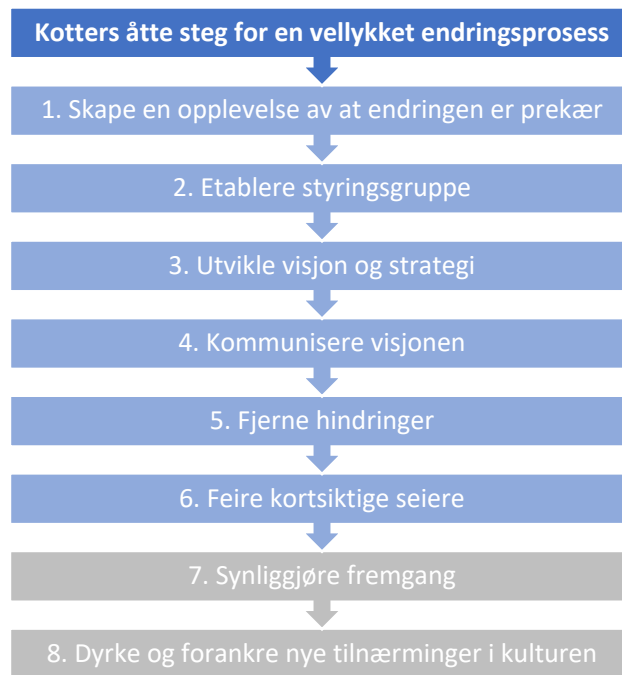 Kotters åtte steg for en vellykket endringsprosess
1. Skape en opplevelse av at endringen er prekær
2. Etablere styringsgruppe
3. Utvikle visjon og strategi
4. Kommunisere visjonen
5. Fjerne hindringer
6. Feire kortsiktige seiere
7. Synliggjøre fremgang
8. Dyrke og forankre nye tilnærminger i kulturen